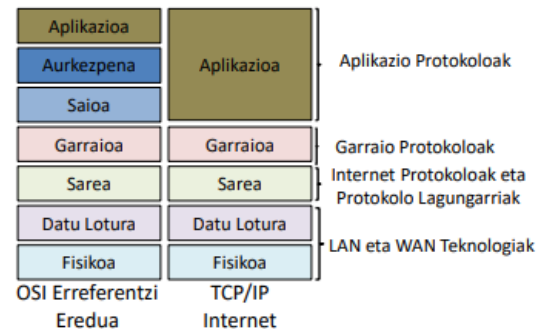 Aplikazioa
Aurkezpena
Saioa
Garraioa
Sarea
Datu Lotura
Fisikoa
OSI Erreferentzi
Eredua
Aplikazioa
Garraioa
Sarea
Datu Lotura
Fisikoa
TCP/IP
Internet
Aplikazio Protokoloak
Garraio Protokoloak
Internet Protokoloak eta
Protokolo Lagungarriak
LAN eta WAN Teknologiak